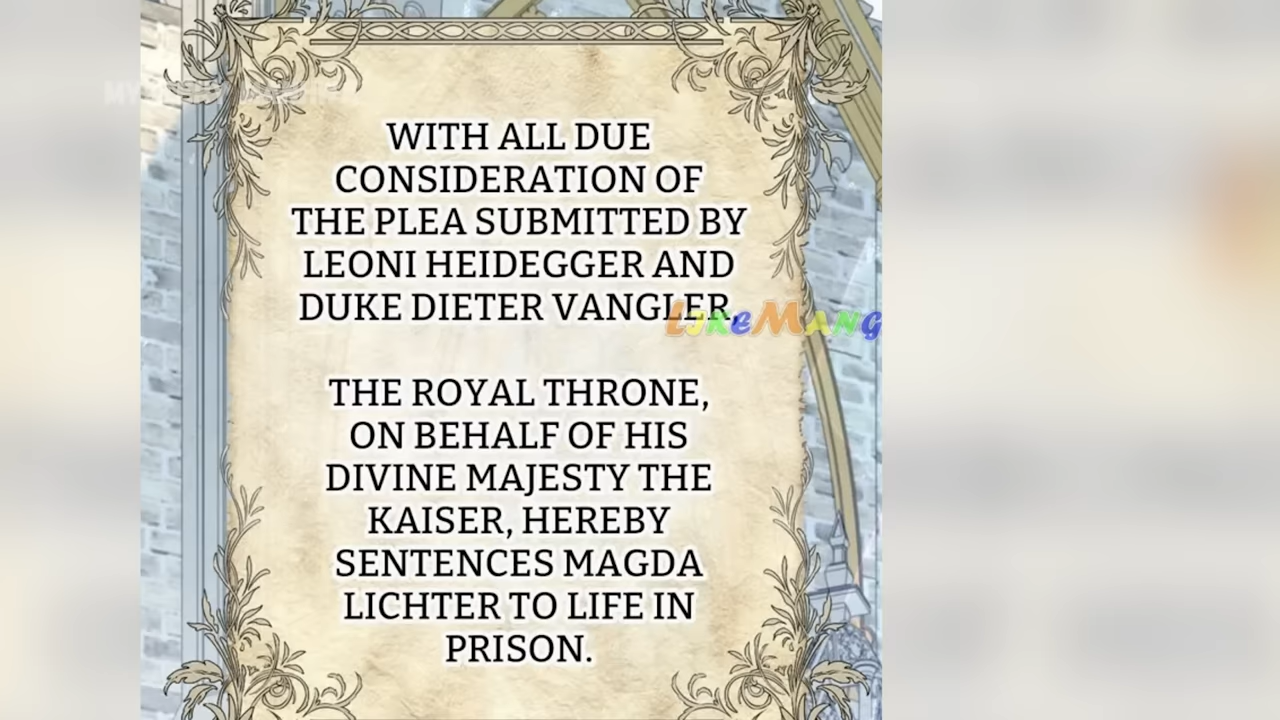 WITH ALL DUE
CONSIDERATION OF
THE PLEA SUBMITTED BY
LEONI HEIDEGGER AND
DUKE DIETER VANGLER,
LIKEMANG
THE ROYAL THRONE,
ON BEHALF OF HIS
DIVINE MAJESTY THE
KAISER, HEREBY
SENTENCES MAGDA
LICHTER TO LIFE IN
PRISON.